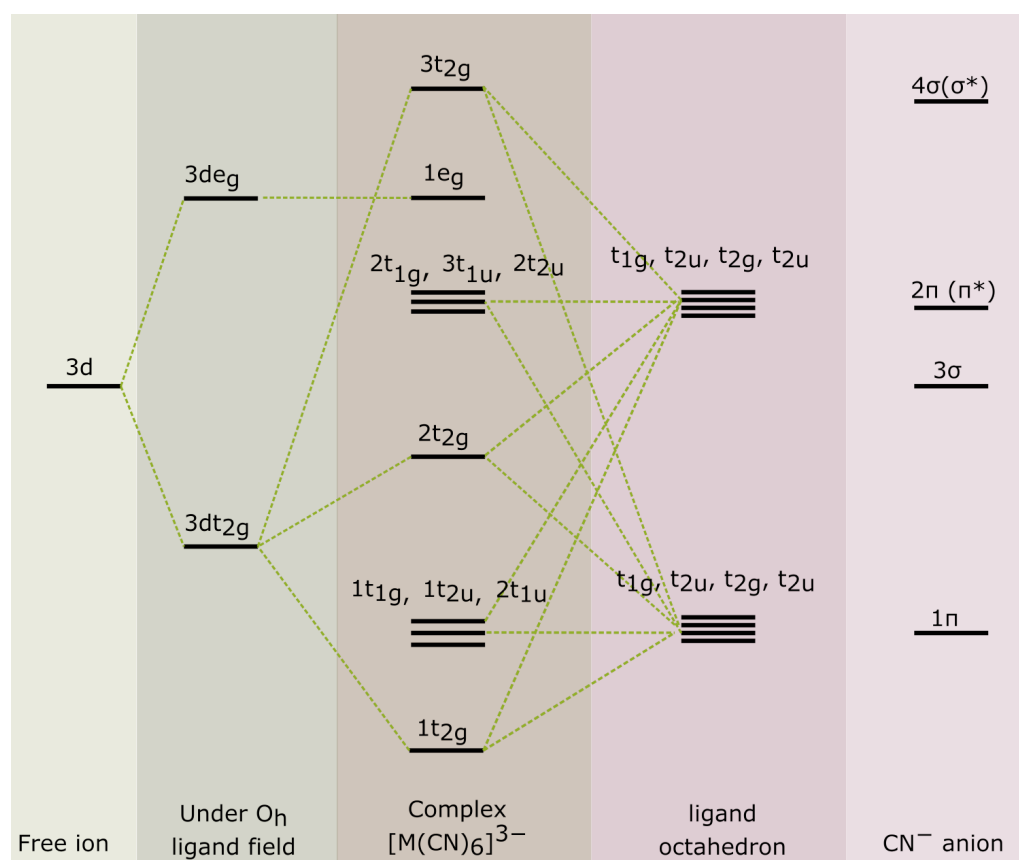 3t2g
4σ(σ*)
3deg
1eg
2t1g, 3t1u, 2t2u
t1g, t2u, t2g, t2u
2π (π*)
3d
3σ
2t2g
3dt2g
1t1g, 1t2u, 2t1u
t1g, t2u, t2g, t2u
1π
1t2g
Free ion
Under Oh
ligand field
Complex
[M(CN)6]3−
ligand
octahedron
CN− anion